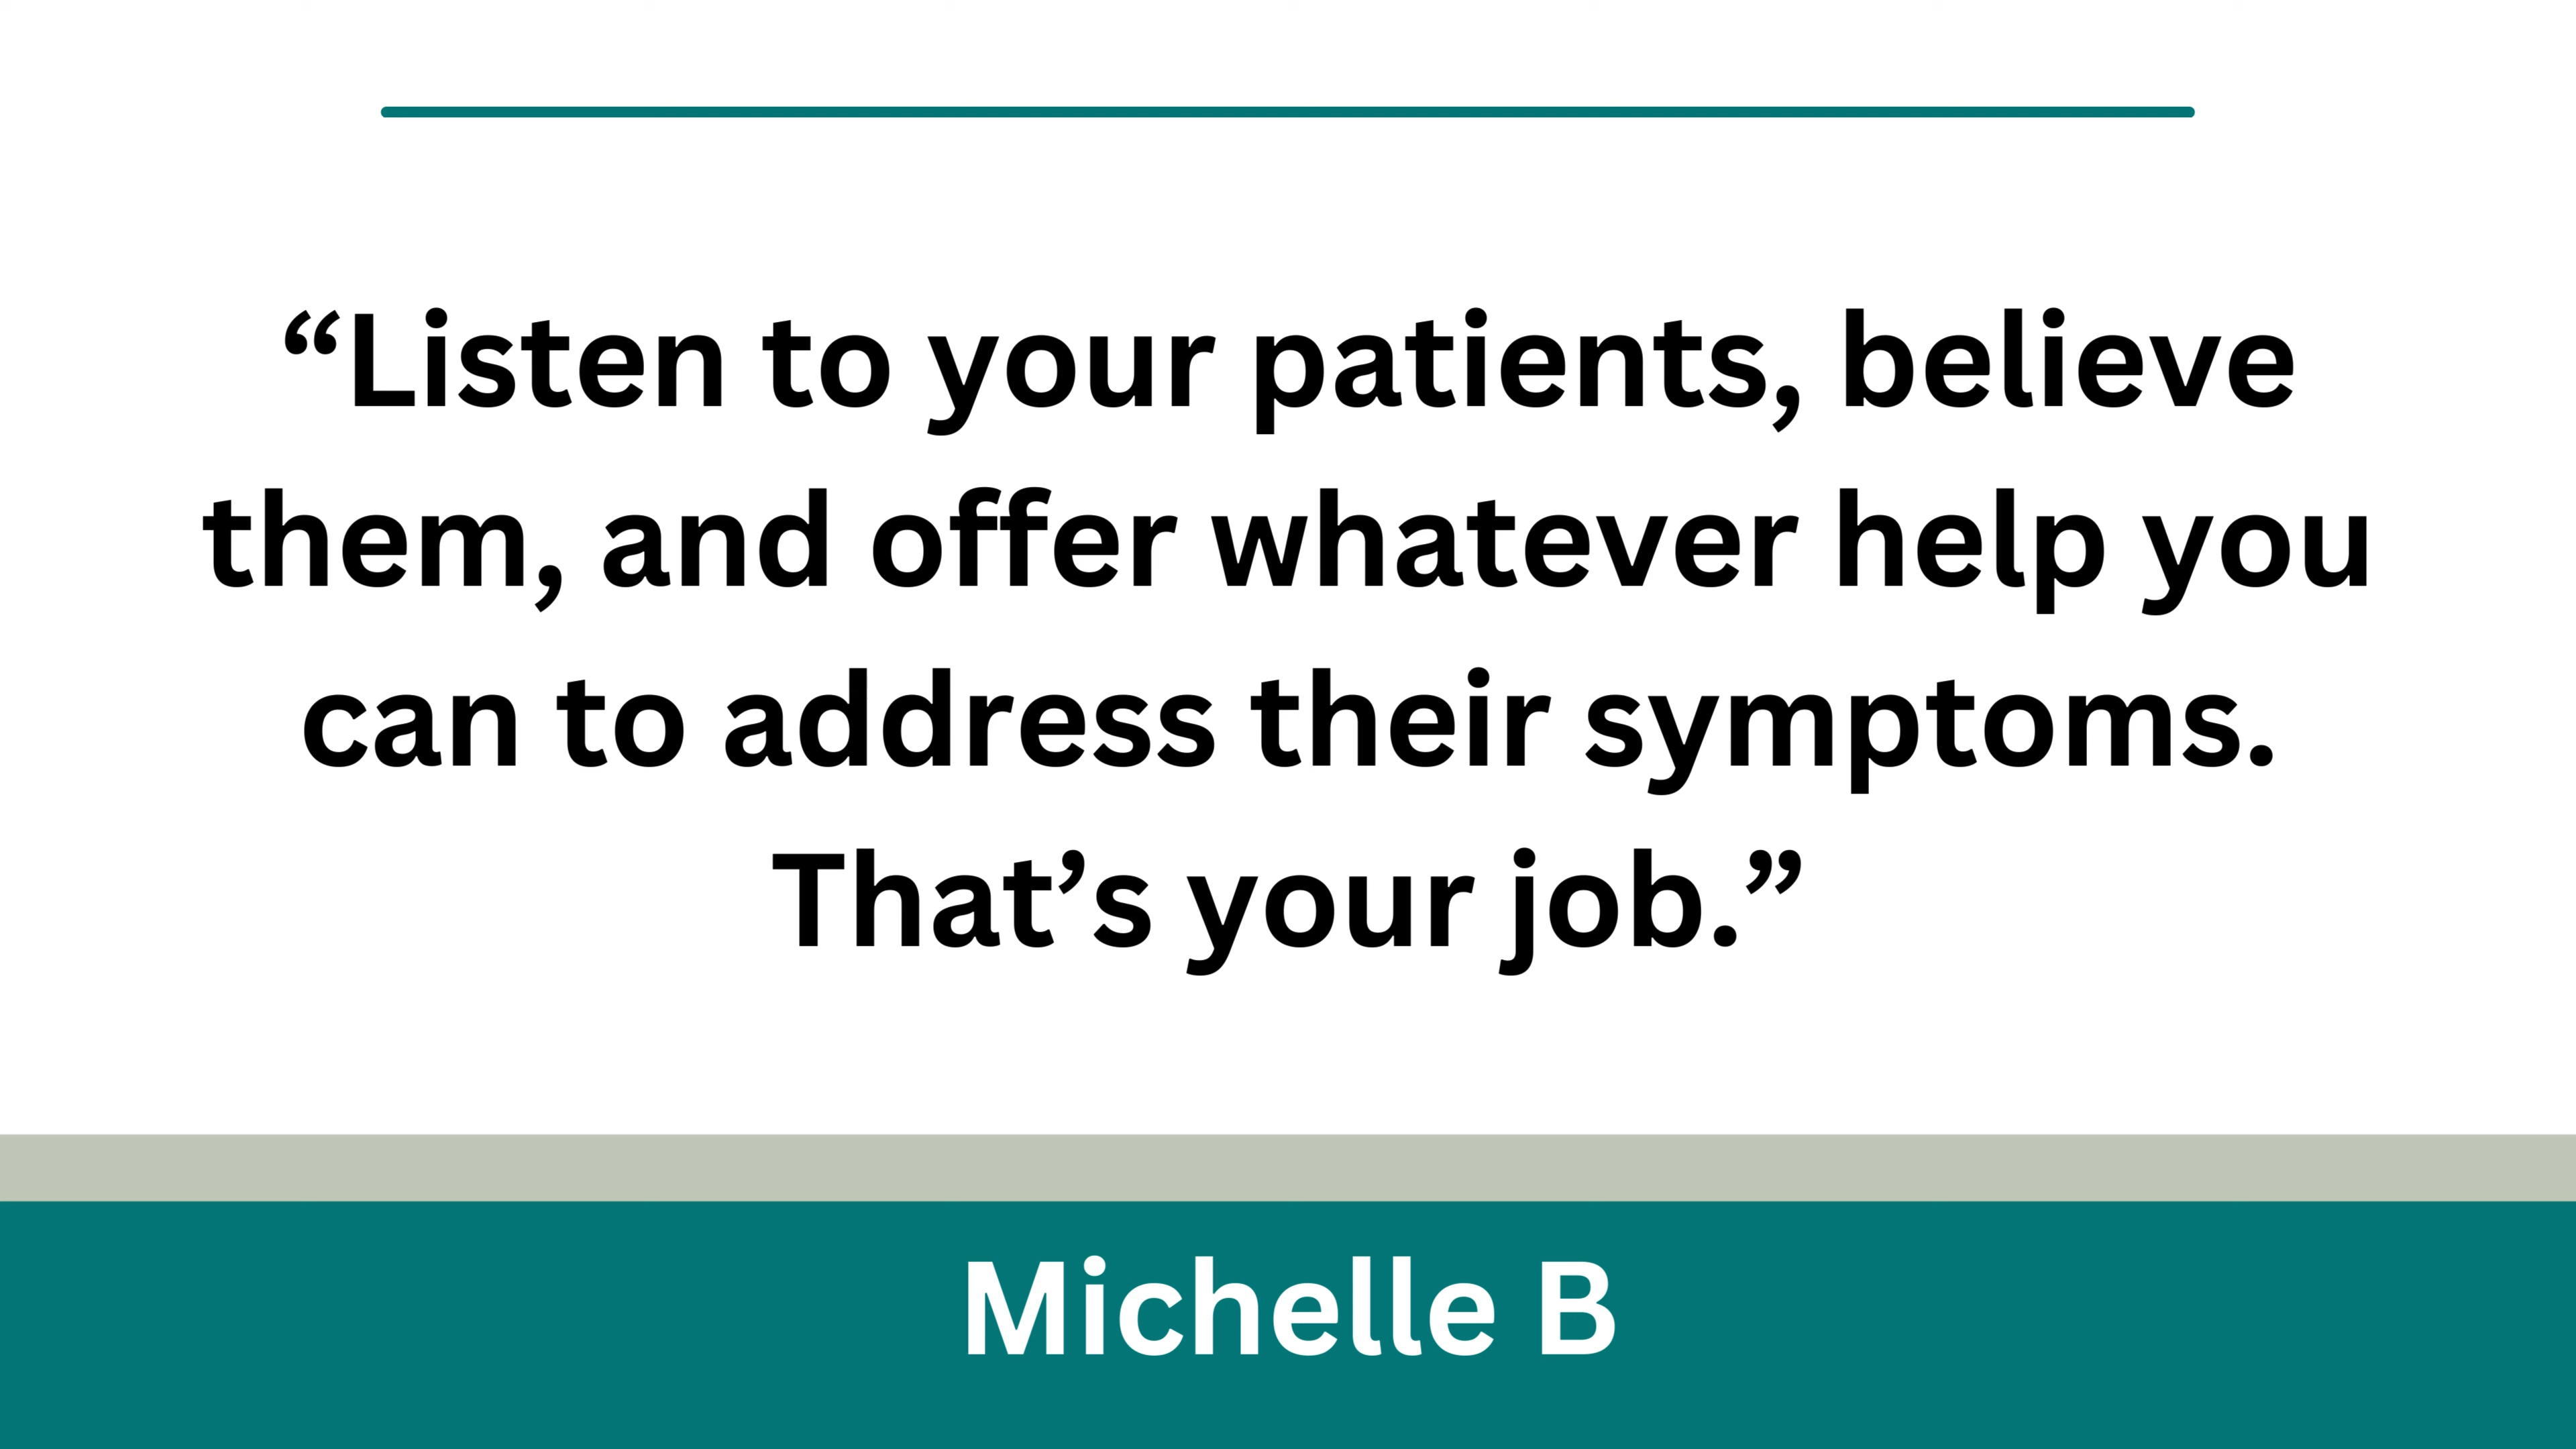 “Listen to your patients, believe
them, and offer whatever help you
can to address their symptoms.
That’s your job.”
Michelle B